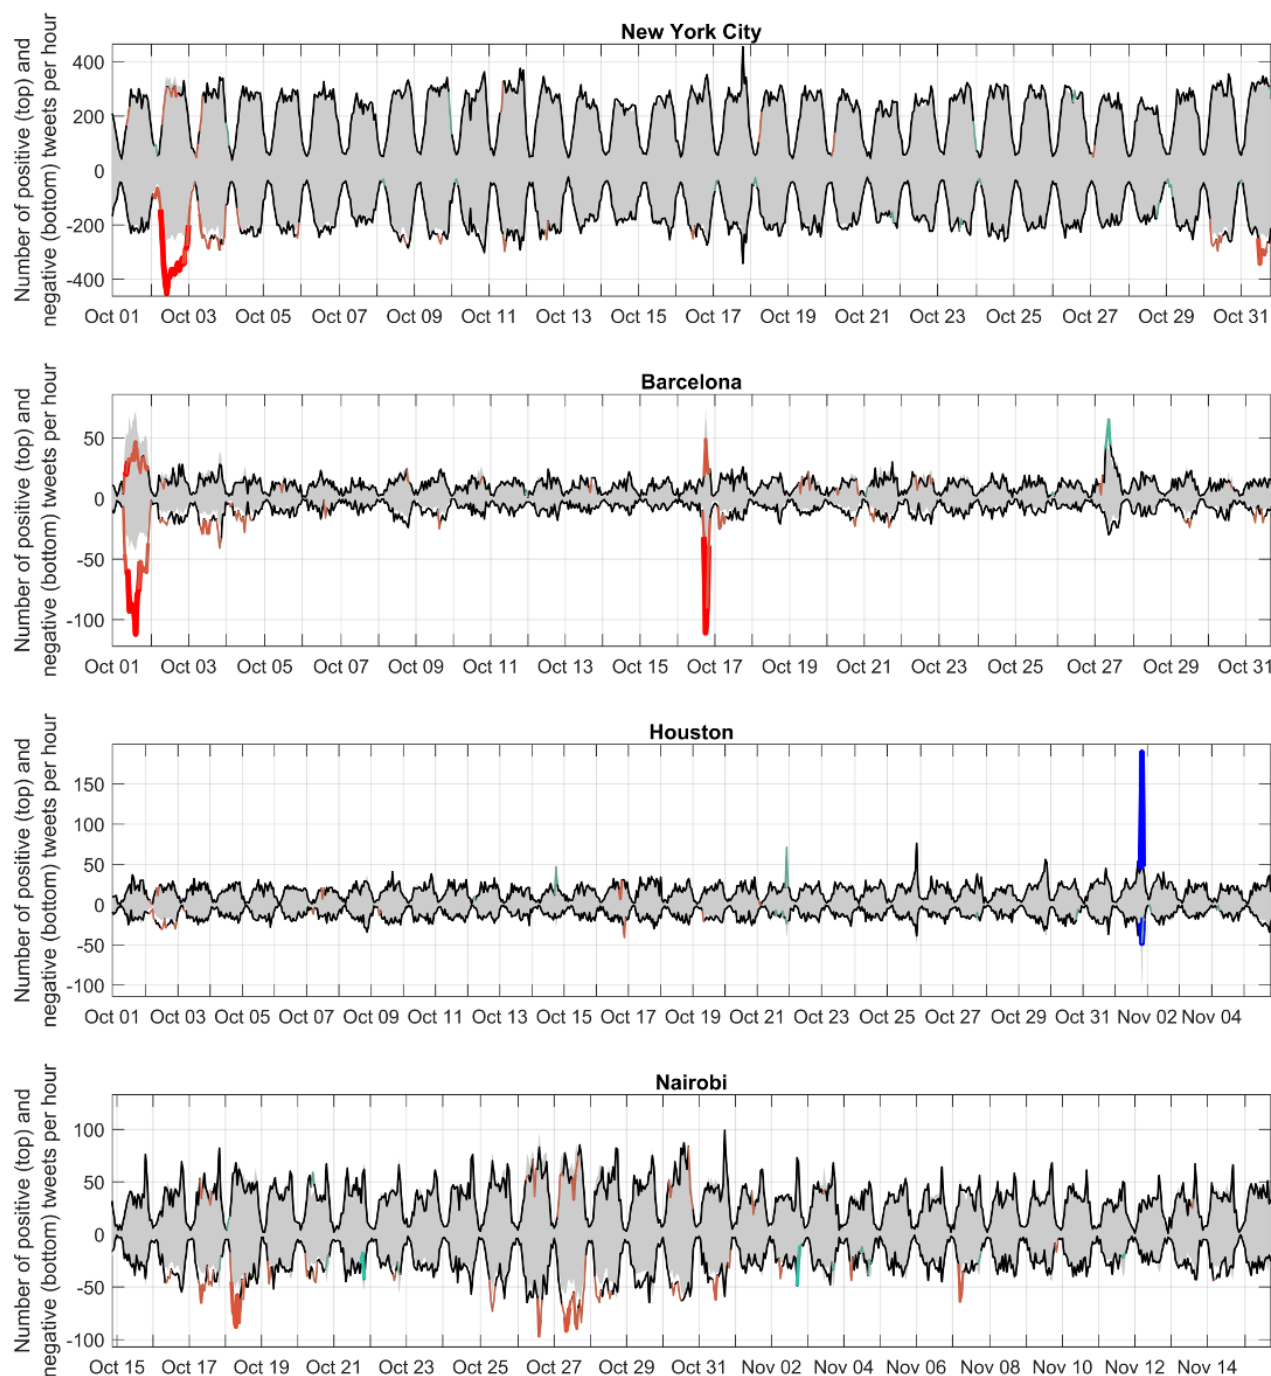 New York City
Number of positive (top) and
negative (bottom) tweets per hour
400
200
0
-200
-400
Oct 01 Oct 03 Oct 05 Oct 07 Oct 09 Oct 11 Oct 13 Oct 15 Oct 17 Oct 19 Oct 21 Oct 23 Oct 25 Oct 27 Oct 29 Oct 31
Barcelona
Number of positive (top) and
negative (bottom) tweets per hour
50
0
-50
-100
Oct 01 Oct 03 Oct 05 Oct 07 Oct 09 Oct 11 Oct 13 Oct 15 Oct 17 Oct 19 Oct 21 Oct 23 Oct 25 Oct 27 Oct 29 Oct 31
Houston
Number of positive (top) and
negative (bottom) tweets per hour
150
100
50
0
-50
-100
Oct 01 Oct 03 Oct 05 Oct 07 Oct 09 Oct 11 Oct 13 Oct 15 Oct 17 Oct 19 Oct 21 Oct 23 Oct 25 Oct 27 Oct 29 Oct 31 Nov 02 Nov 04
Nairobi
Number of positive (top) and
negative (bottom) tweets per hour
100
50
0
-50
-100
Oct 15 Oct 17 Oct 19 Oct 21 Oct 23 Oct 25 Oct 27 Oct 29 Oct 31 Nov 02 Nov 04 Nov 06 Nov 08 Nov 10 Nov 12 Nov 14